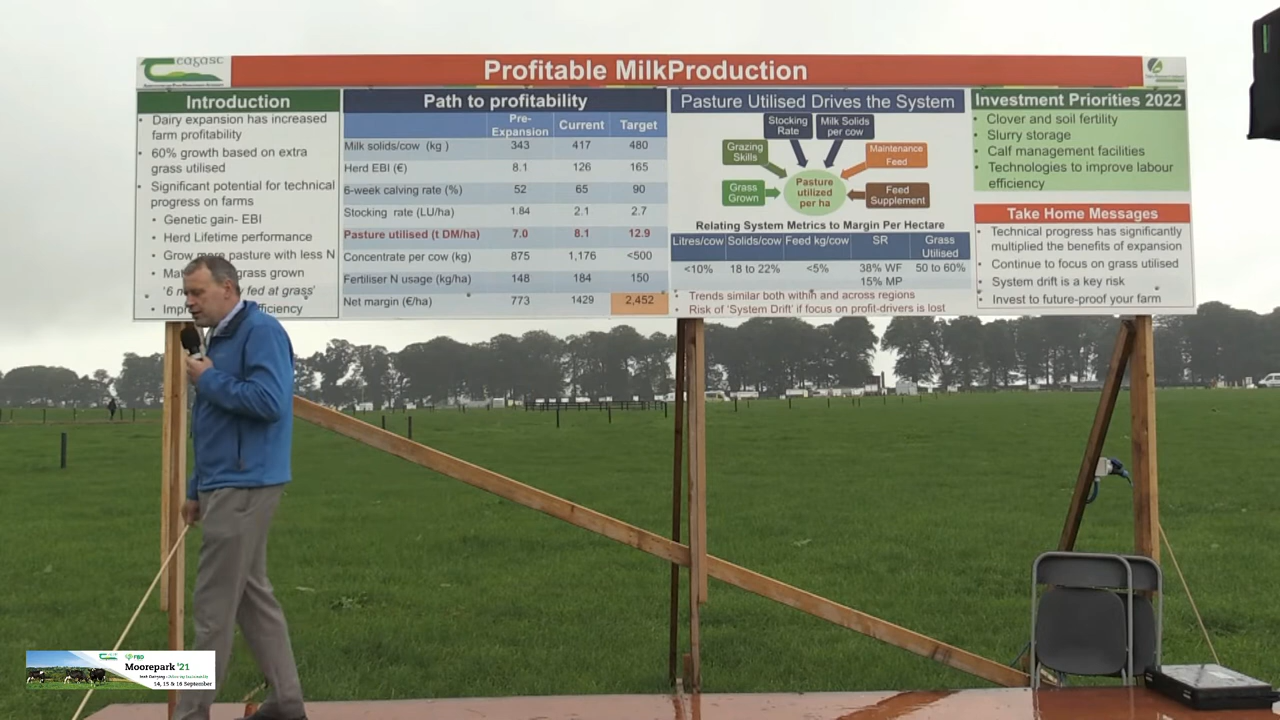 eagasc
Profitable MilkProduction
Introduction
• Dairy expansion has increased
farm profitability
• 60% growth based on extra
grass utilised
• Significant potential for technical
progress on farms
• Genetic gain- EBI
• Herd Lifetime performance
• Grow more pasture with less N
grass grown
fed at grass'
Path to profitability
Pre-Expansion Current Target
Milk solids/cow (kg ) 343 417 480
Herd EBI (€) 8.1 126 165
6-week calving rate (%) 52 65 90
Stocking rate (LU/ha) 1.84 2.1 2.7
Pasture utilised (t DM/ha) 7.0 8.1 12.9
Concentrate per cow (kg) 875 1,176 <500
Fertiliser N usage (kg/ha) 148 184 150
Net margin (€/ha) 773 1429 2,452
Pasture Utilised Drives the System
Stocking
Rate
Milk Solids
per cow
Grazing
Skills
Maintenance
Feed
Grass
Grown
Pasture
utilized
per ha
Feed
Supplement
Relating System Metrics to Margin Per Hectare
Litres/cow Solids/cow Feed kg/cow SR Grass
Utilised
<10% 18 to 22% <5% 38% WF 50 to 60%
15% MP
• Trends similar both within and across regions
• Risk of 'System Drift' if focus on profit-drivers is lost
Investment Priorities 2022
• Clover and soil fertility
• Slurry storage
• Calf management facilities
• Technologies to improve labour
efficiency
Take Home Messages
• Technical progress has significantly
multiplied the benefits of expansion
• Continue to focus on grass utilised
• System drift is a key risk
• Invest to future-proof your farm
FBD
Moorepark '21
14, 15 & 16 September